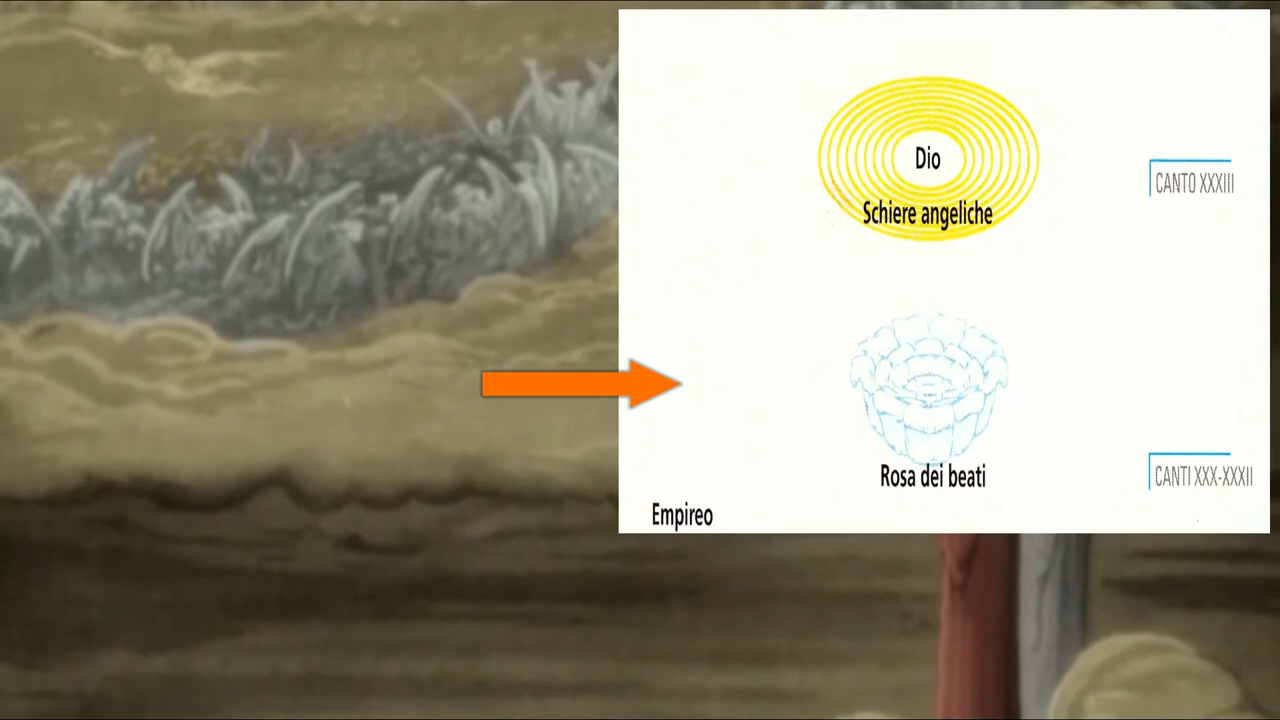 Dio
Schiere angeliche
CANTO XXXIII
Rosa dei beati
CANTI XXX-XXXII
Empireo